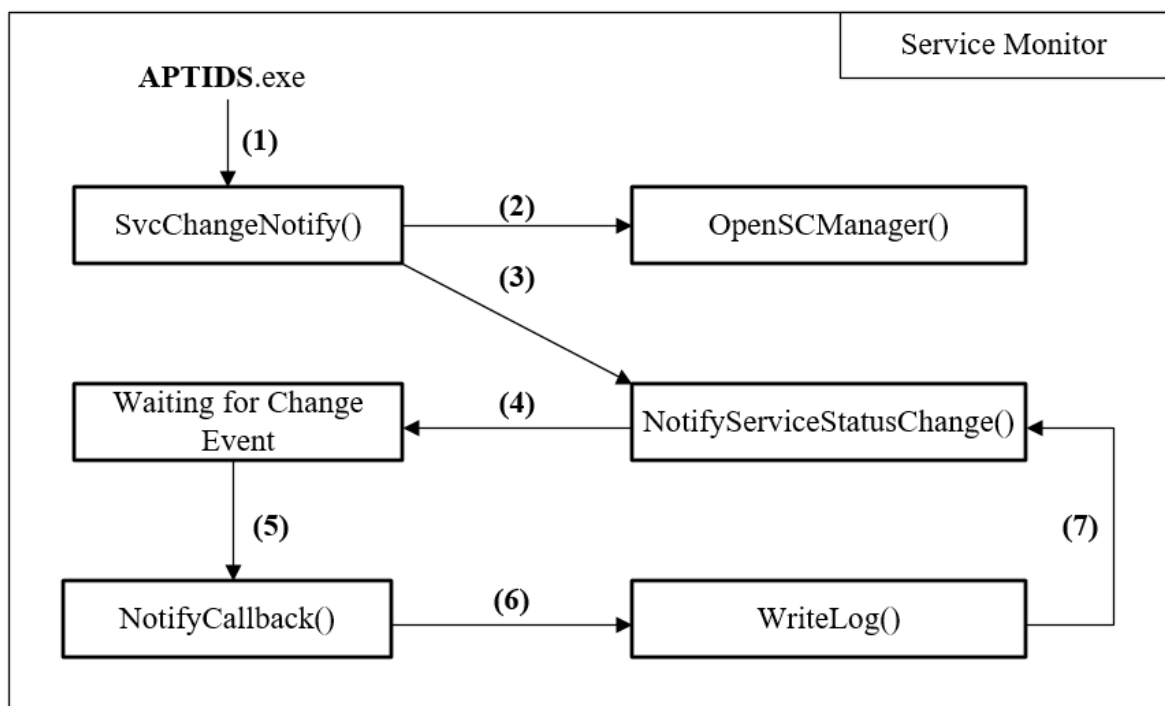 Service Monitor
APTIDS.exe
(1)
SvcChangeNotify()
(2)
OpenSCManager()
(3)
Waiting for Change
Event
(4)
NotifyServiceStatusChange()
(5)
(7)
NotifyCallback()
(6)
WriteLog()